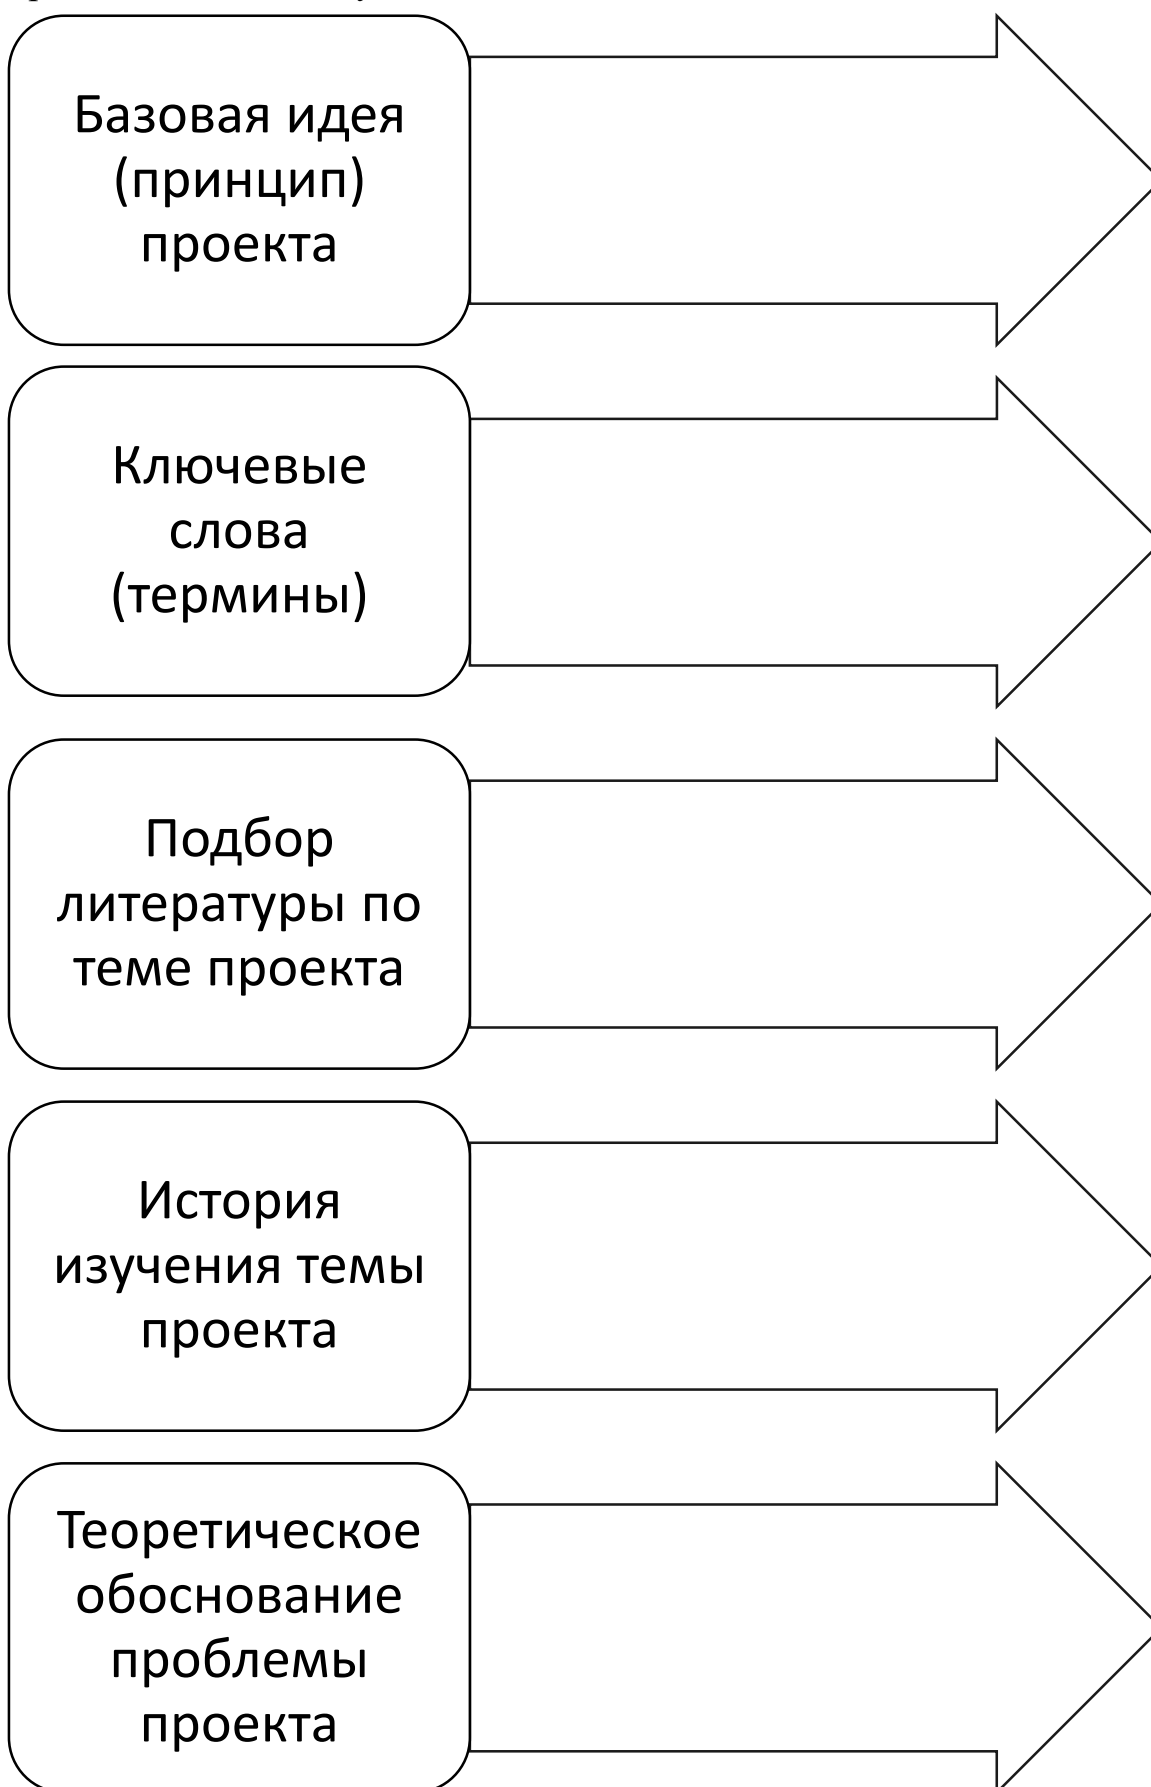 Базовая идея
(принцип)
проекта
Ключевые
слова
(термины)
Подбор
литературы по
теме проекта
История
изучения темы
проекта
Теоретическое
обоснование
проблемы
проекта